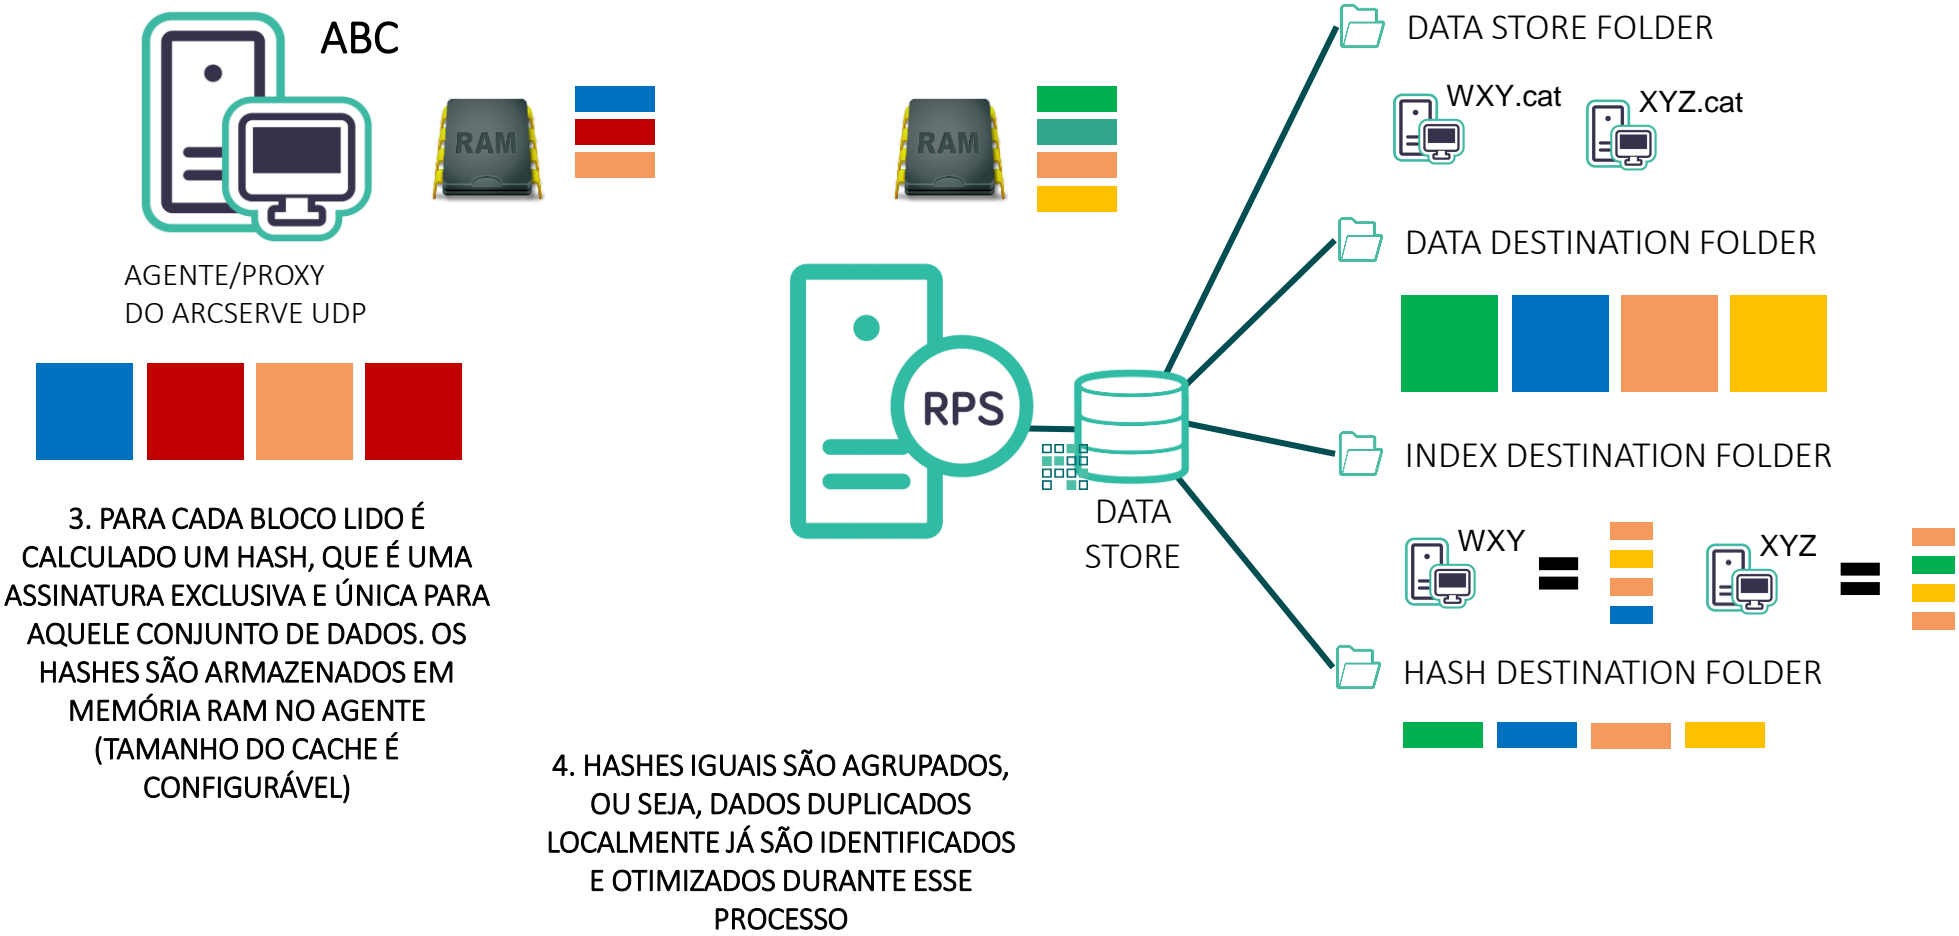 ABC
RAM
AGENTE/PROXY
DO ARCSERVE UDP
3. PARA CADA BLOCO LIDO É
CALCULADO UM HASH, QUE É UMA
ASSINATURA EXCLUSIVA E ÚNICA PARA
AQUELE CONJUNTO DE DADOS. OS
HASHES SÃO ARMAZENADOS EM
MEMÓRIA RAM NO AGENTE
(TAMANHO DO CACHE É
CONFIGURÁVEL)
4. HASHES IGUAIS SÃO AGRUPADOS,
OU SEJA, DADOS DUPLICADOS
LOCALMENTE JÁ SÃO IDENTIFICADOS
E OTIMIZADOS DURANTE ESSE
PROCESSO
RAM
RPS
DATA
STORE
DATA STORE FOLDER
WXY.cat
XYZ.cat
DATA DESTINATION FOLDER
INDEX DESTINATION FOLDER
WXY =
XYZ =
HASH DESTINATION FOLDER